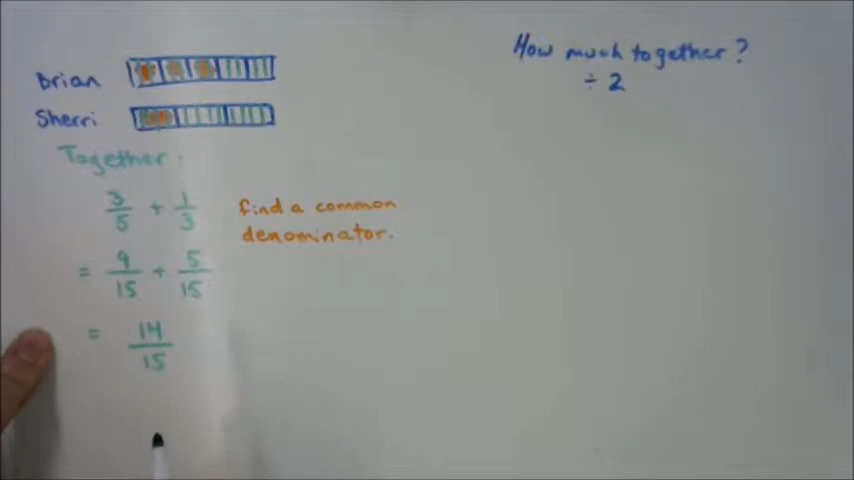 How much together?
÷ 2
Brian
Sherri
Together:
3/5 + 1/3
find a common
denominator.
= 9/15 + 5/15
= 14/15